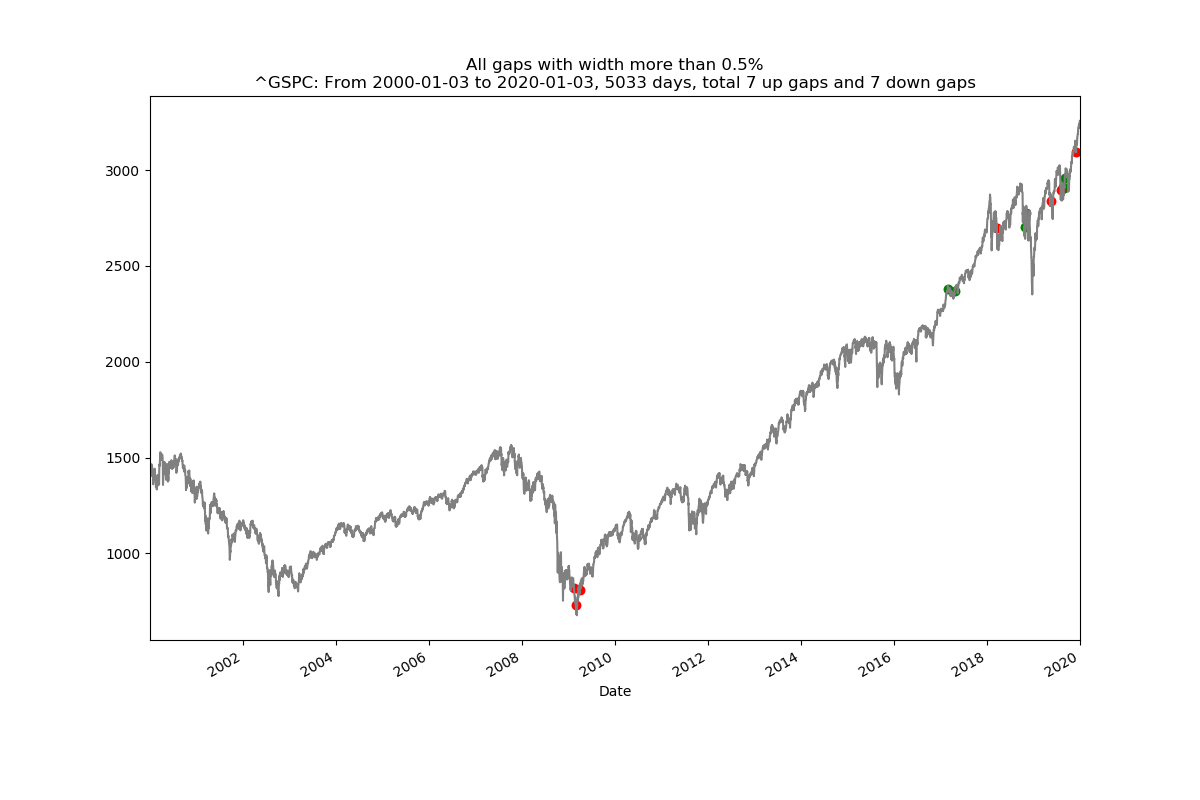 All gaps with width more than 0.5%
^GSPC: From 2000-01-03 to 2020-01-03, 5033 days, total 7 up gaps and 7 down gaps
3000
2500
2000
1500
1000
2002 2004 2006 2008 2010 2012 2014 2016 2018 2020
Date